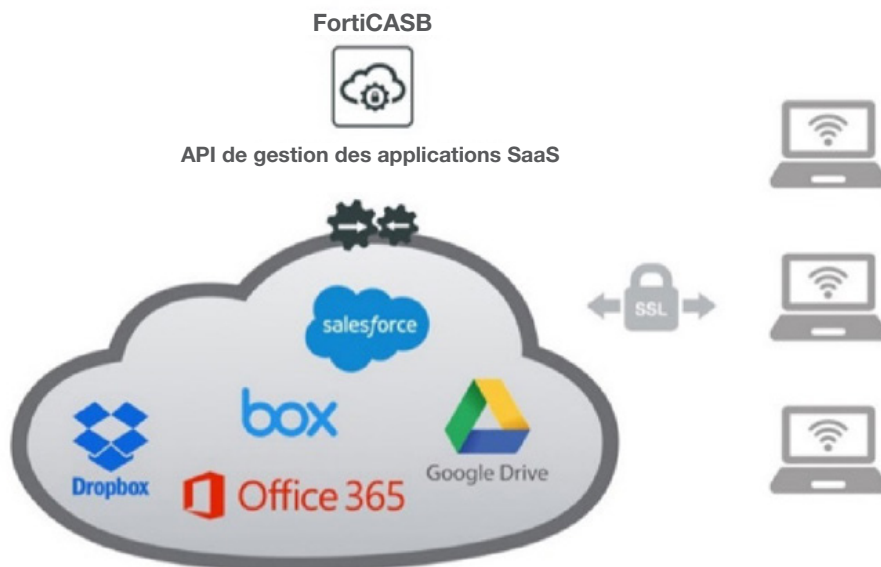 FortiCASB
API de gestion des applications SaaS
salesforce
SSL
box
Dropbox
Google Drive
Office 365